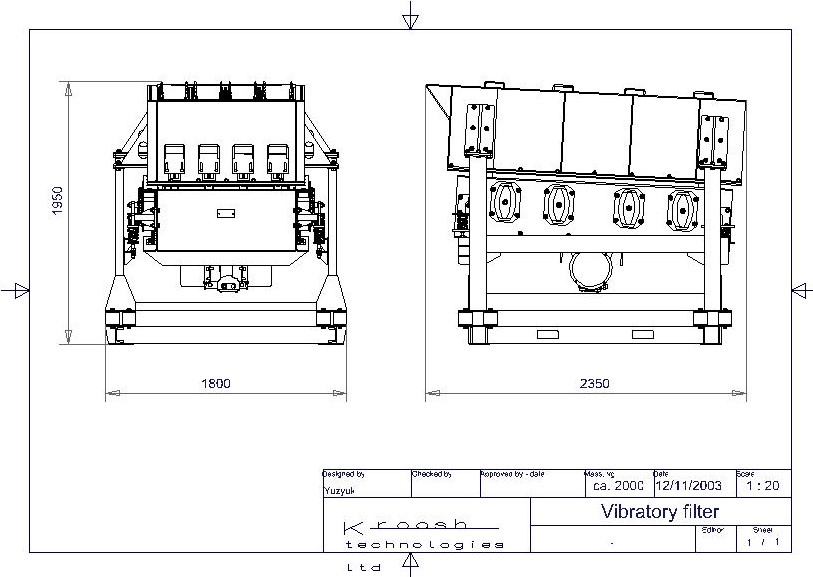 1950
1800
2350
Designed by Checked by Approved by - date Mass, kg Date Scale
Yuzyuk ca. 2000 12/11/2003 1 : 20
Vibratory filter
Kroosh
technologies
ltd
Edition Sheet
1 / 1